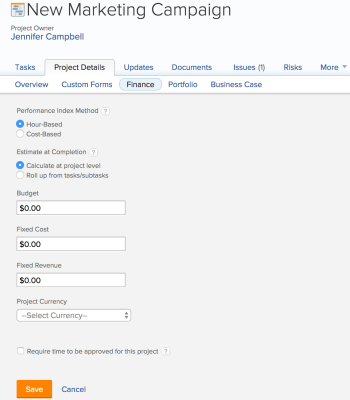 New Marketing Campaign
Project Owner
Jennifer Campbell
Tasks Project Details Updates Documents Issues (1) Risks More
Overview Custom Forms Finance Portfolio Business Case
Performance Index Method ?
Hour-Based
Cost-Based
Estimate at Completion ?
Calculate at project level
Roll up from tasks/subtasks
Budget
$0.00
Fixed Cost
$0.00
Fixed Revenue
$0.00
Project Currency
--Select Currency--
Require time to be approved for this project ?
Save Cancel